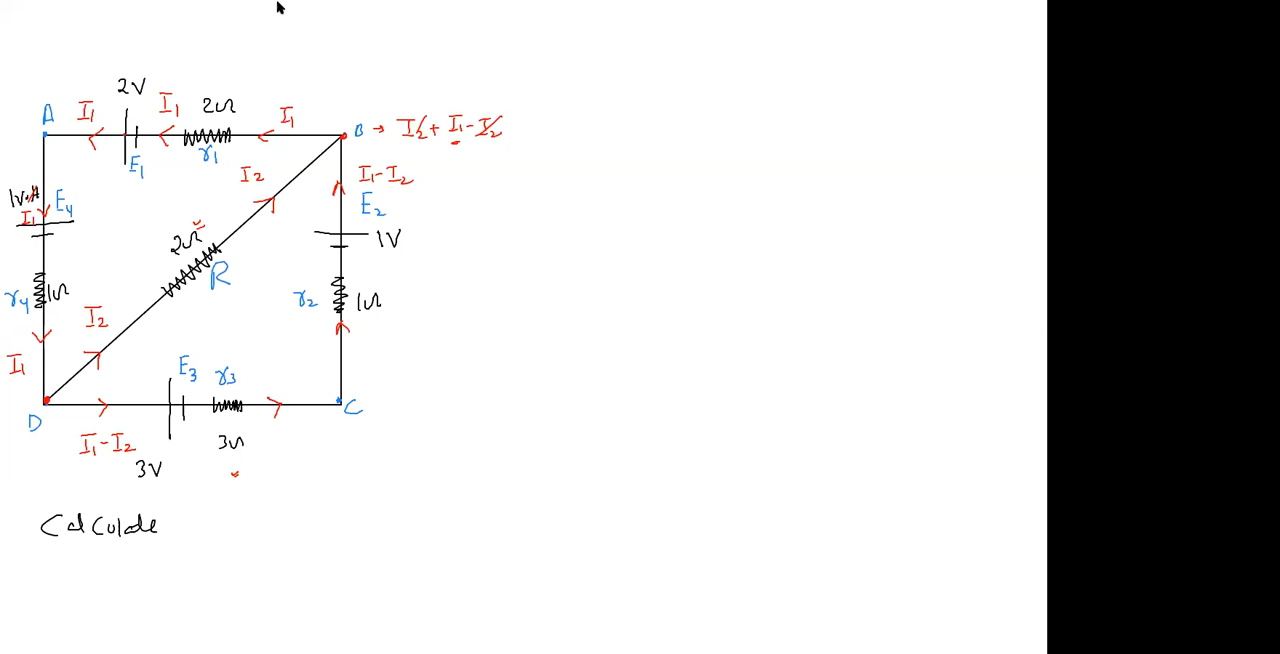 2V
A I₁ I₁ 2Ω I₁ B → I₂ + I₁ - I₂
E₁ r₁
I₂ I₁-I₂
E₄ E₂
I₁ 2Ω 1V
R
r₄ 1Ω r₂ 1Ω
I₂
I₁ E₃ r₃
D C
I₁-I₂ 3Ω
3V
Calculate